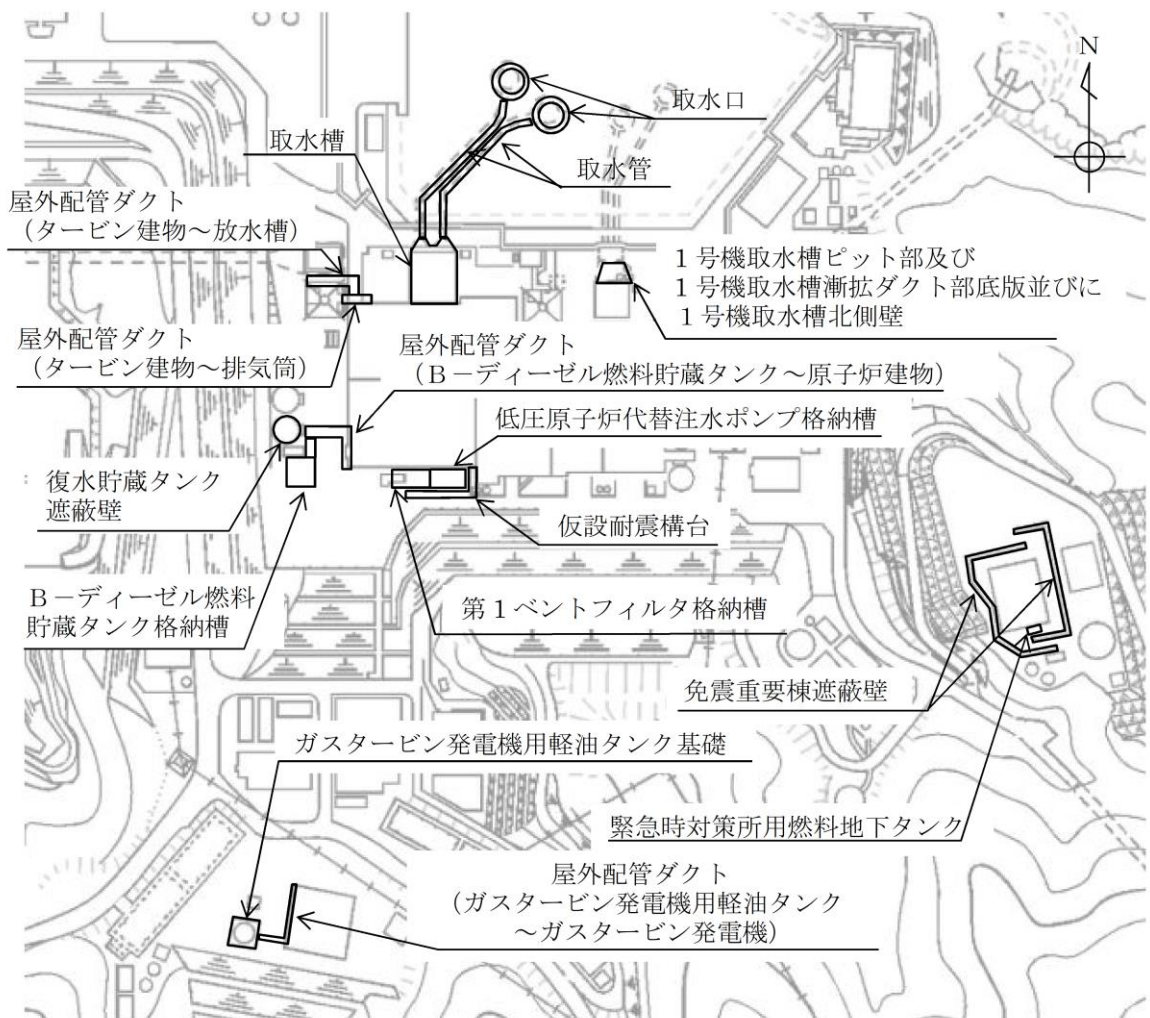 N
取水口
取水槽
取水管
屋外配管ダクト
(タービン建物~放水槽)
1号機取水槽ピット部及び
1号機取水槽漸拡ダクト部底版並びに
1号機取水槽北側壁
屋外配管ダクト
(タービン建物~排気筒)
屋外配管ダクト
(B-ディーゼル燃料貯蔵タンク~原子炉建物)
低圧原子炉代替注水ポンプ格納槽
復水貯蔵タンク
遮蔽壁
仮設耐震構台
B-ディーゼル燃料
貯蔵タンク格納槽
第1ベントフィルタ格納槽
免震重要棟遮蔽壁
ガスタービン発電機用軽油タンク基礎
緊急時対策所用燃料地下タンク
屋外配管ダクト
(ガスタービン発電機用軽油タンク
~ガスタービン発電機)